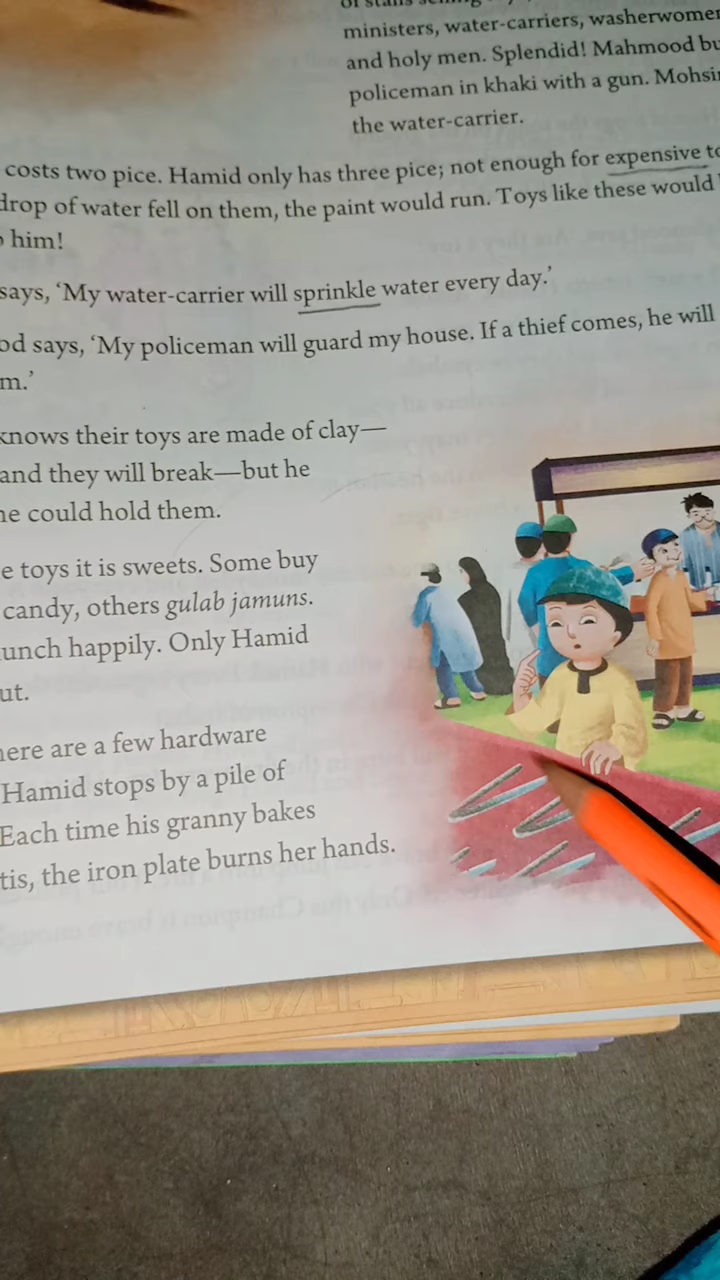 ministers, water-carriers, washerwomen
and holy men. Splendid! Mahmood bu
policeman in khaki with a gun. Mohsin
the water-carrier.
costs two pice. Hamid only has three pice; not enough for expensive to
drop of water fell on them, the paint would run. Toys like these would
him!
says, ‘My water-carrier will sprinkle water every day.’
od says, ‘My policeman will guard my house. If a thief comes, he will
m.’
knows their toys are made of clay—
and they will break—but he
he could hold them.
e toys it is sweets. Some buy
candy, others gulab jamuns.
unch happily. Only Hamid
ut.
here are a few hardware
Hamid stops by a pile of
Each time his granny bakes
tis, the iron plate burns her hands.